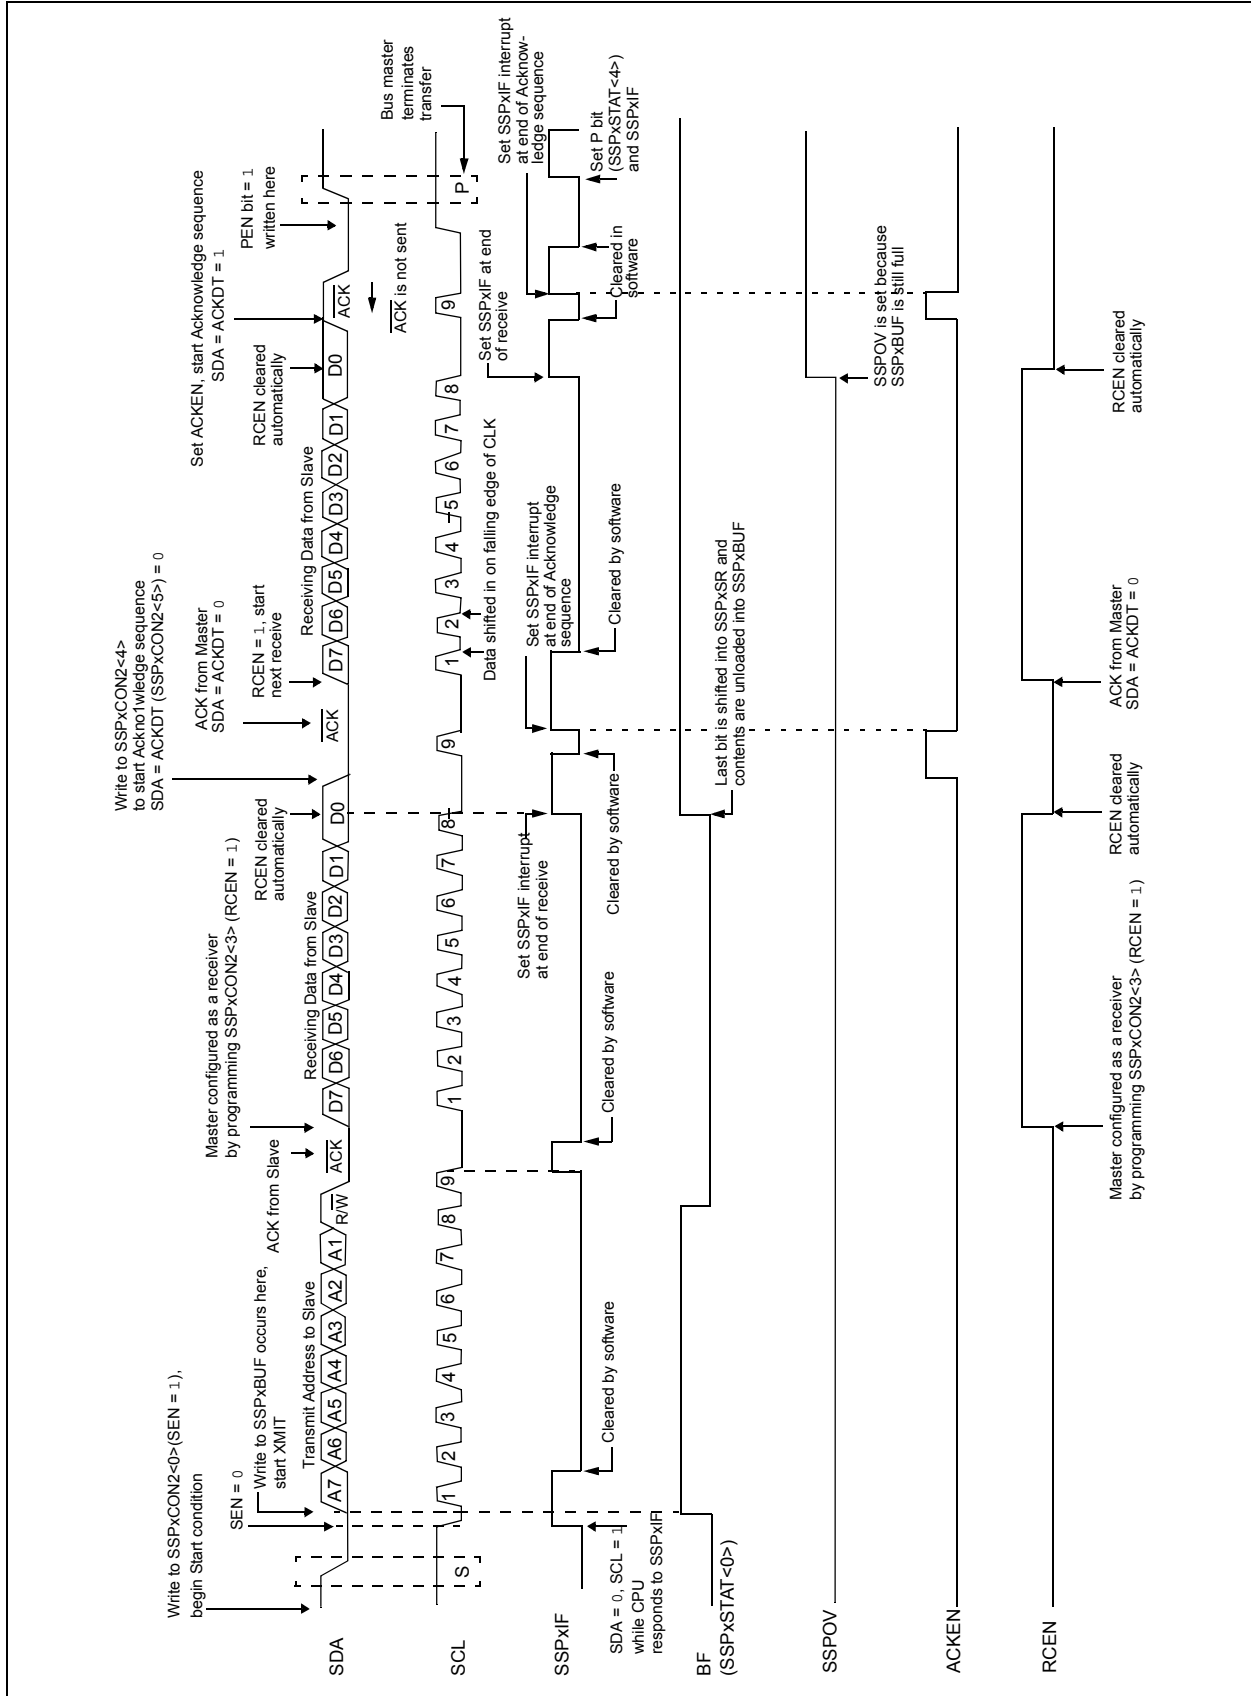 Write to SSPxCON2<0>(SEN = 1),
begin Start condition
SEN = 0
Write to SSPxBUF occurs here,
start XMIT
ACK from Slave
Master configured as a receiver
by programming SSPxCON2<3> (RCEN = 1)
RCEN cleared
automatically
Write to SSPxCON2<4>
to start Ackno1wledge sequence
SDA = ACKDT (SSPxCON2<5>) = 0
ACK from Master
SDA = ACKDT = 0
RCEN = 1, start
next receive
RCEN cleared
automatically
Set ACKEN, start Acknowledge sequence
SDA = ACKDT = 1
PEN bit = 1
written here
Transmit Address to Slave
Receiving Data from Slave
Receiving Data from Slave
SDA
A7 A6 A5 A4 A3 A2 A1 R/W ACK D7 D6 D5 D4 D3 D2 D1 D0 ACK D7 D6 D5 D4 D3 D2 D1 D0 ACK
ACK is not sent
Bus master
terminates
transfer
SCL
S 1 2 3 4 5 6 7 8 9 1 2 3 4 5 6 7 8 9 1 2 3 4 5 6 7 8 9 P
Data shifted in on falling edge of CLK
Set SSPxIF interrupt
at end of receive
Set SSPxIF interrupt
at end of Acknowledge
sequence
Set SSPxIF at end
of receive
Set SSPxIF interrupt
at end of Acknow-
ledge sequence
SSPxIF
SDA = 0, SCL = 1
while CPU
responds to SSPxIF
Cleared by software
Cleared by software
Cleared by software
Cleared by software
Cleared in
software
Set P bit
(SSPxSTAT<4>)
and SSPxIF
BF
(SSPxSTAT<0>)
Last bit is shifted into SSPxSR and
contents are unloaded into SSPxBUF
SSPOV
SSPOV is set because
SSPxBUF is still full
ACKEN
RCEN
Master configured as a receiver
by programming SSPxCON2<3> (RCEN = 1)
RCEN cleared
automatically
ACK from Master
SDA = ACKDT = 0
RCEN cleared
automatically